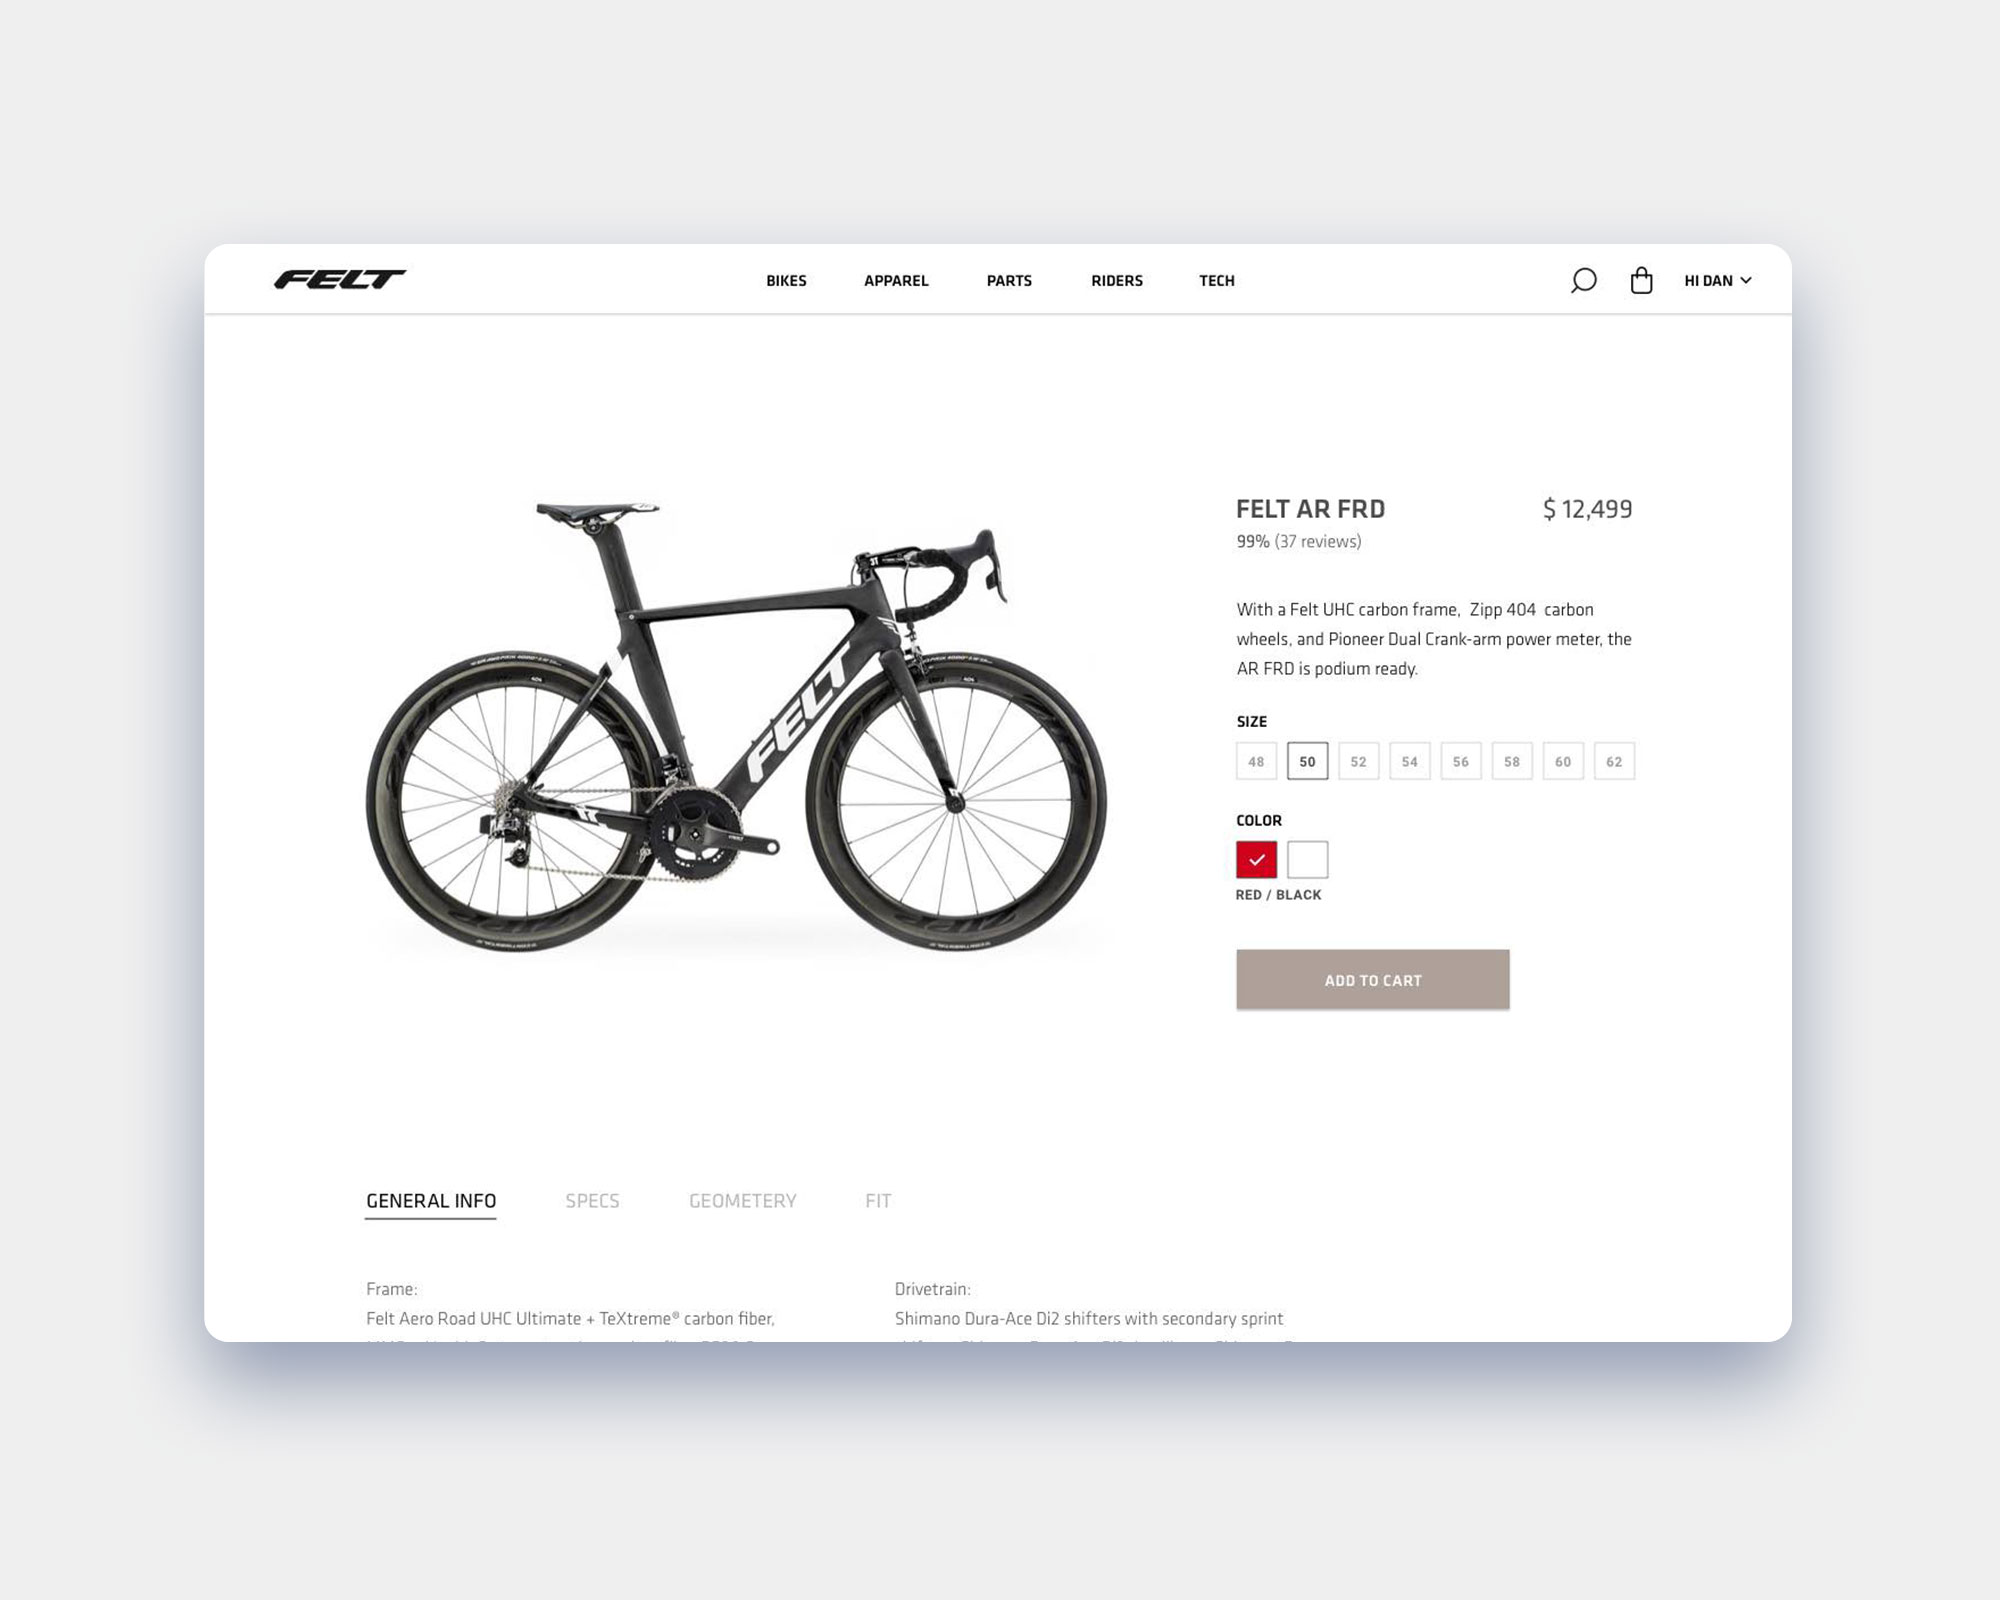 FELT
BIKES APPAREL PARTS RIDERS TECH HI DAN
FELT
3T
404
404
ZIPP
FELT AR FRD $ 12,499
99% (37 reviews)
With a Felt UHC carbon frame, Zipp 404 carbon
wheels, and Pioneer Dual Crank-arm power meter, the
AR FRD is podium ready.
SIZE
48 50 52 54 56 58 60 62
COLOR
RED / BLACK
ADD TO CART
GENERAL INFO SPECS GEOMETERY FIT
Frame:
Felt Aero Road UHC Ultimate + TeXtreme® carbon fiber,
Drivetrain:
Shimano Dura-Ace Di2 shifters with secondary sprint